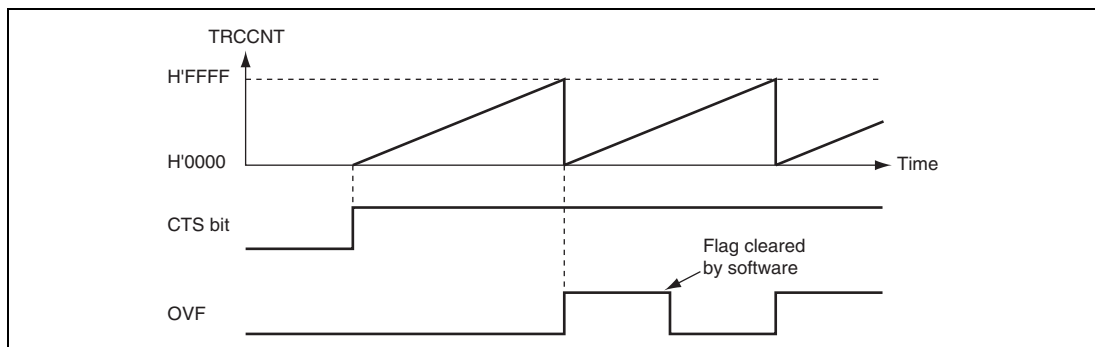 TRCCNT
H'FFFF
H'0000
Time
CTS bit
Flag cleared
by software
OVF